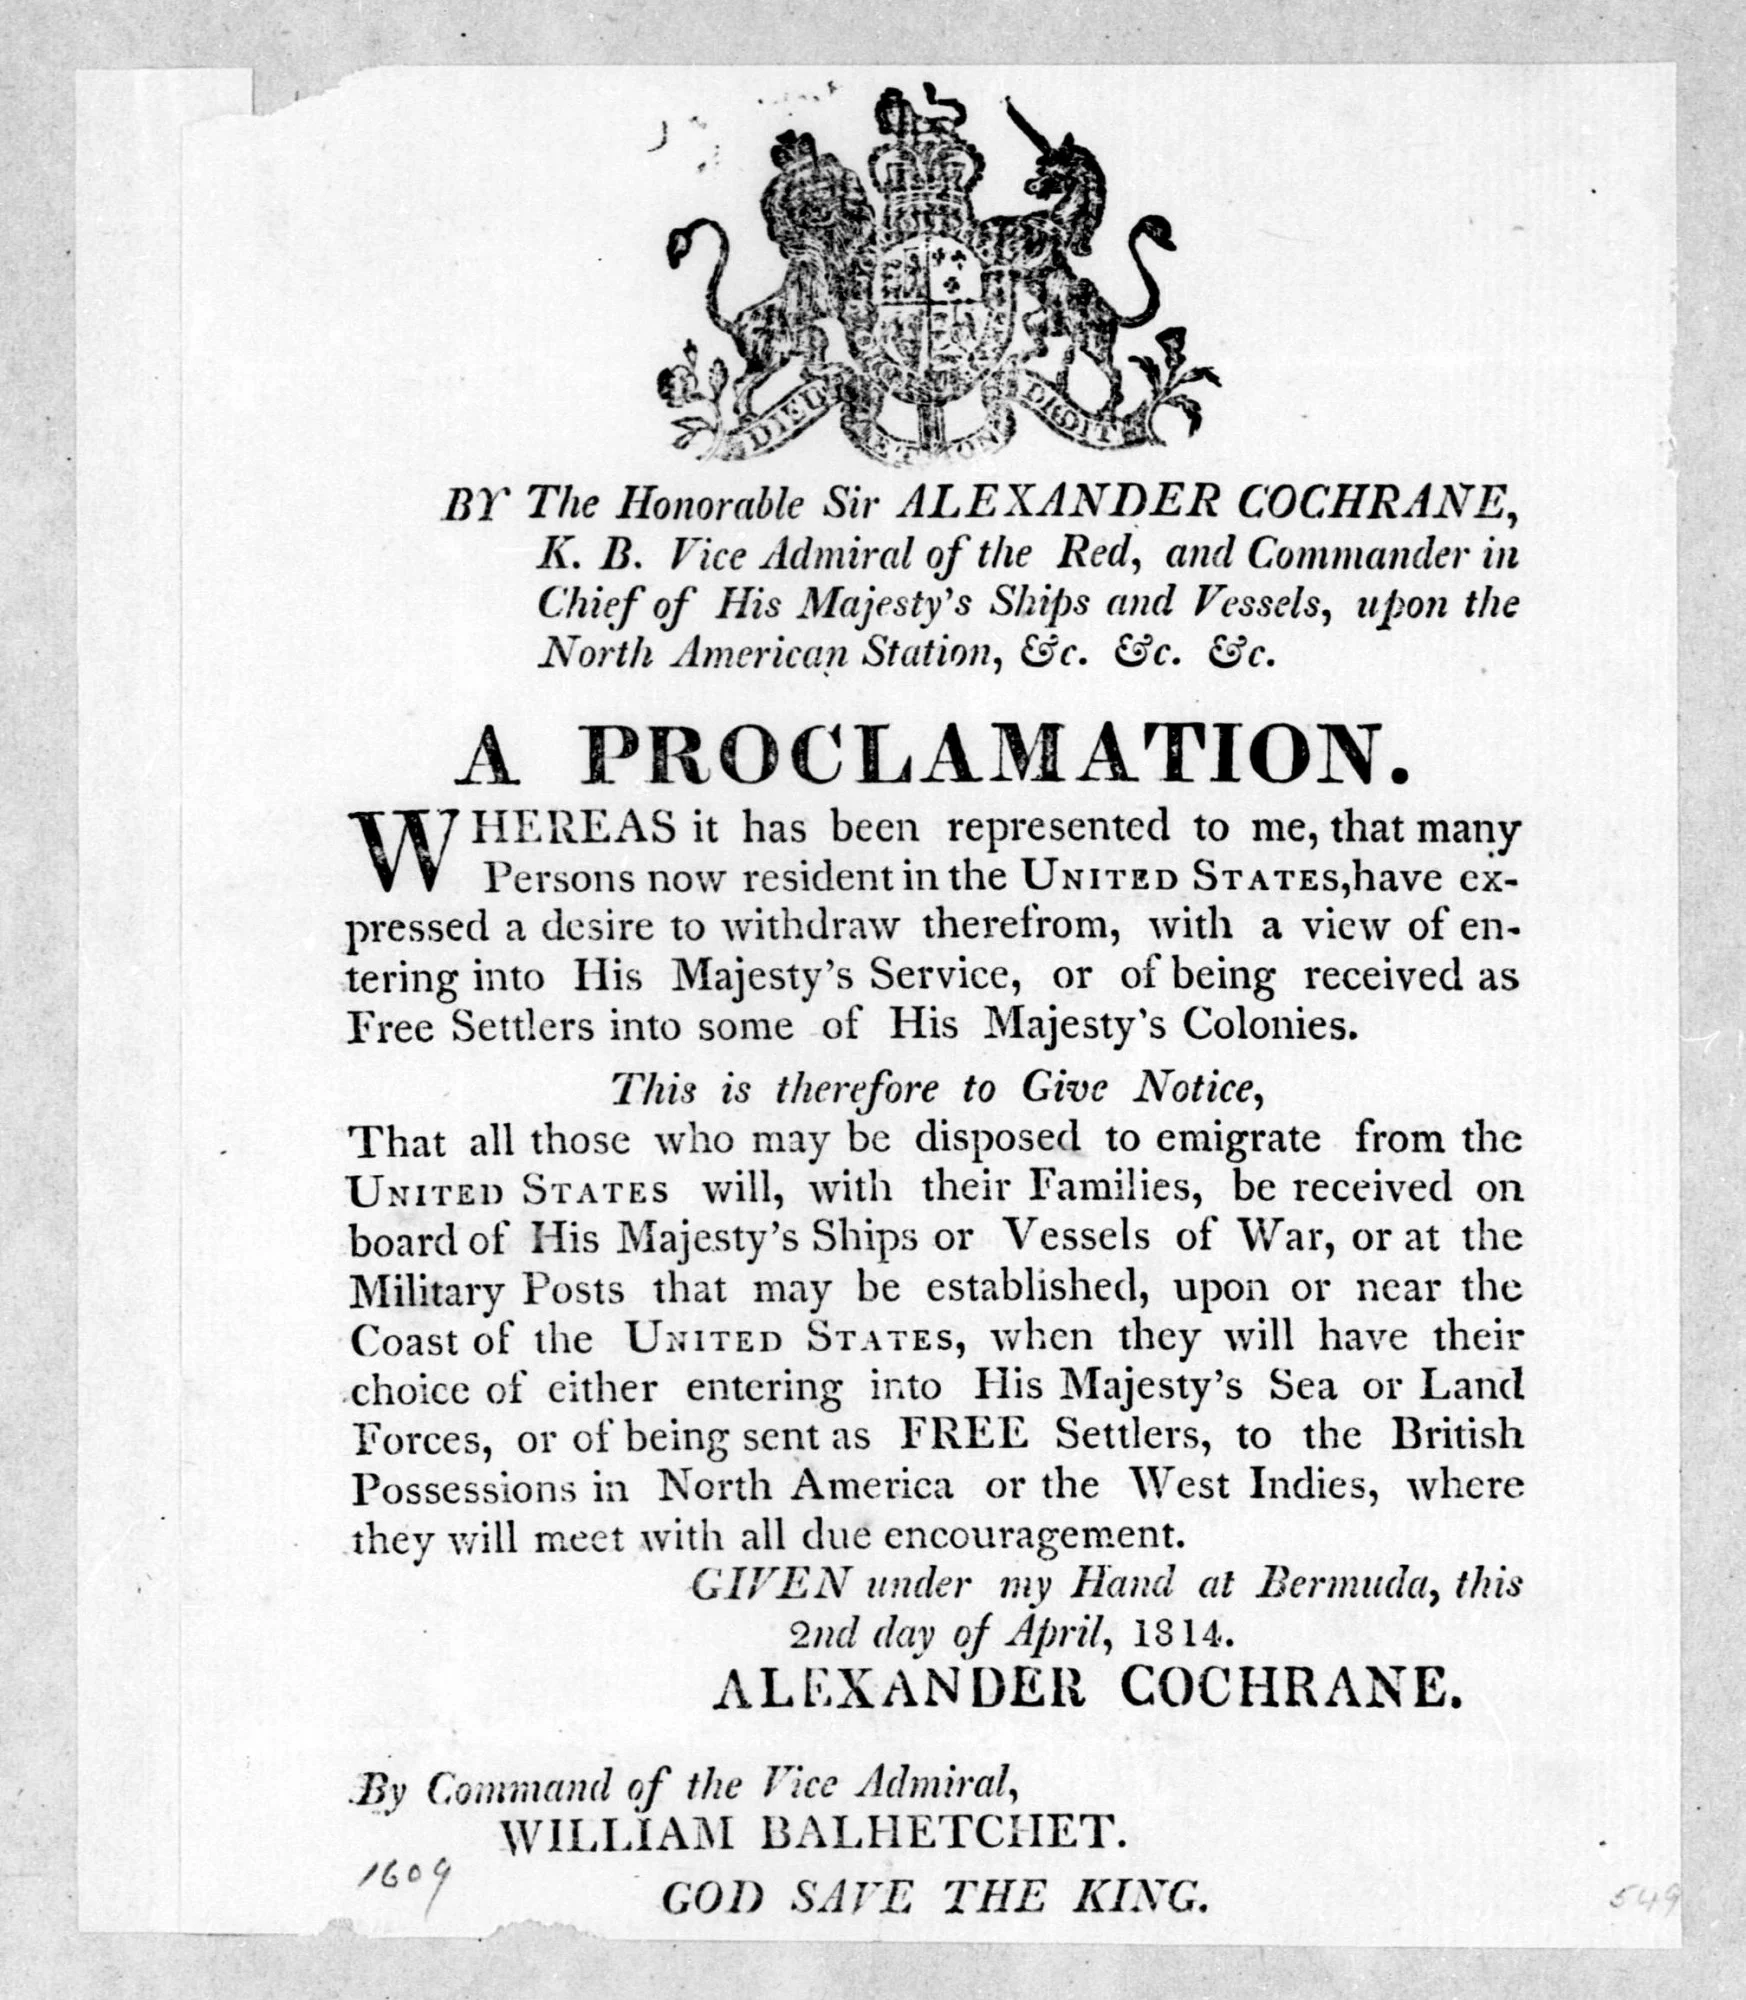 DIEU ET MON DROIT
BY The Honorable Sir ALEXANDER COCHRANE,
K. B. Vice Admiral of the Red, and Commander in
Chief of His Majesty's Ships and Vessels, upon the
North American Station, &c. &c. &c.
A PROCLAMATION.
WHEREAS it has been represented to me, that many
Persons now resident in the UNITED STATES, have ex-
pressed a desire to withdraw therefrom, with a view of en-
tering into His Majesty's Service, or of being received as
Free Settlers into some of His Majesty's Colonies.
This is therefore to Give Notice,
That all those who may be disposed to emigrate from the
UNITED STATES will, with their Families, be received on
board of His Majesty's Ships or Vessels of War, or at the
Military Posts that may be established, upon or near the
Coast of the UNITED STATES, when they will have their
choice of either entering into His Majesty's Sea or Land
Forces, or of being sent as FREE Settlers, to the British
Possessions in North America or the West Indies, where
they will meet with all due encouragement.
GIVEN under my Hand at Bermuda, this
2nd day of April, 1814.
ALEXANDER COCHRANE.
By Command of the Vice Admiral,
WILLIAM BALHETCHET.
1609
GOD SAVE THE KING.
549